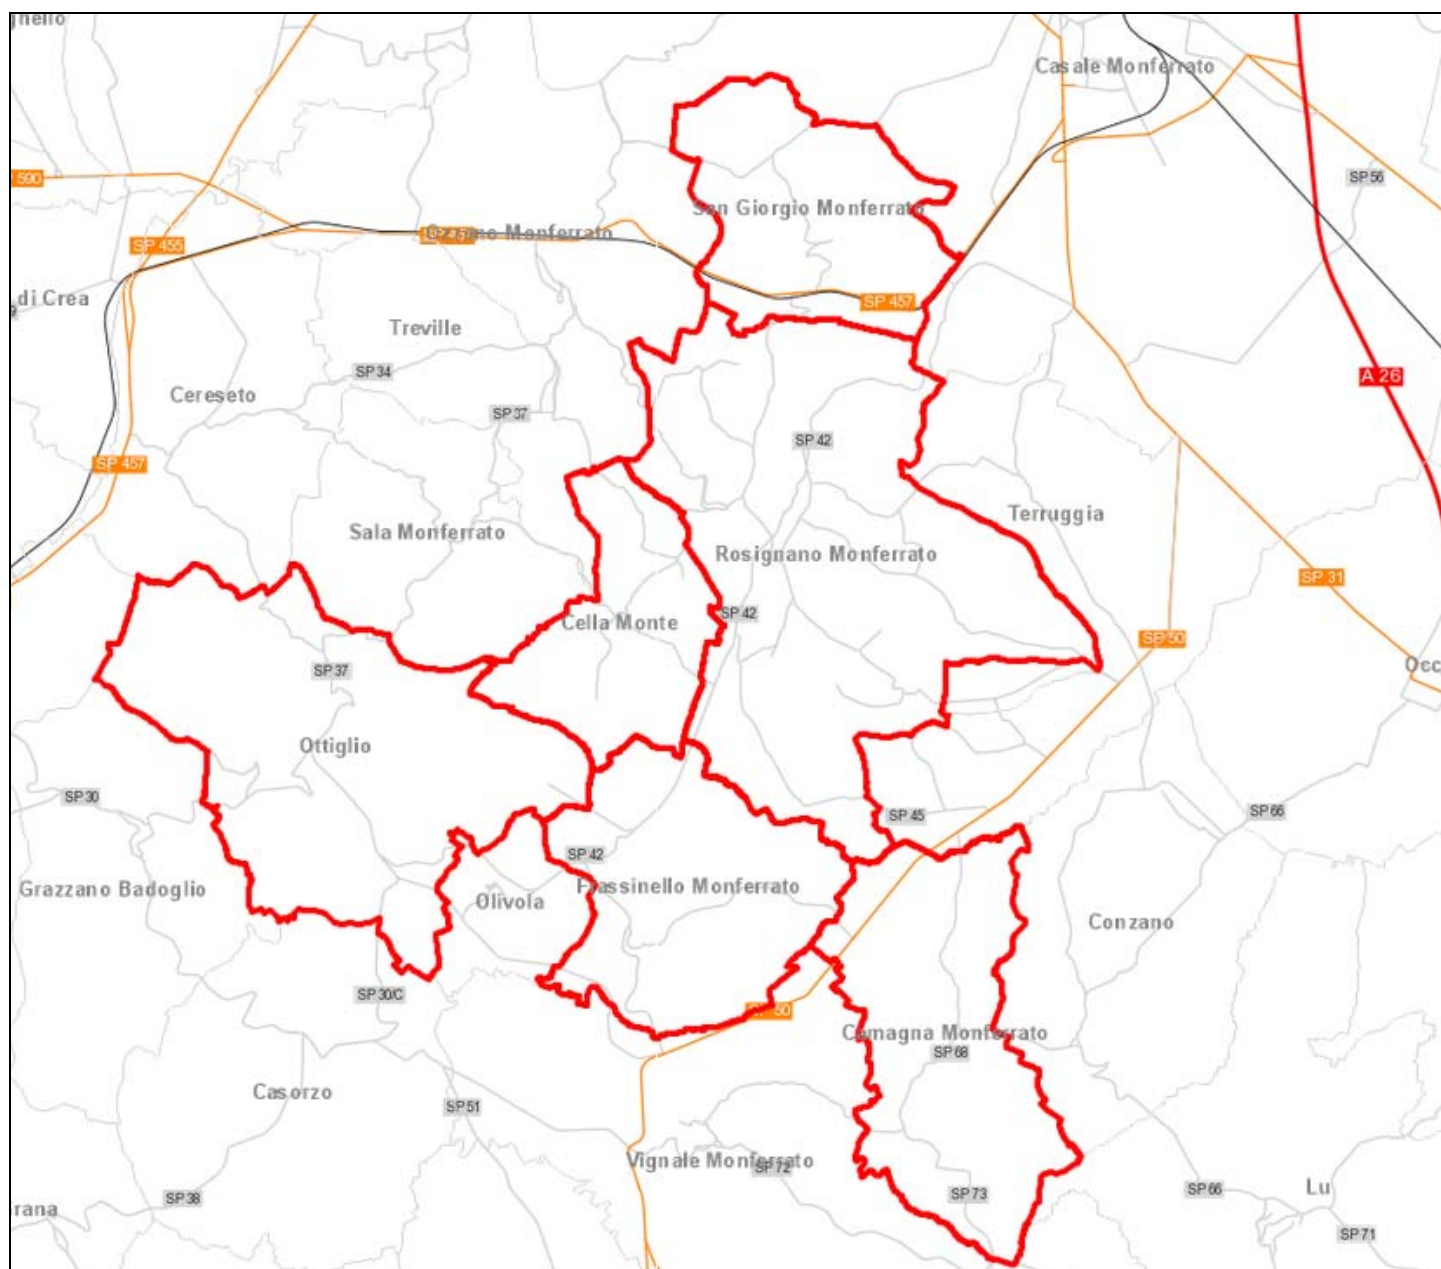 Casale Monferrato
590
SP 56
San Giorgio Monferrato
Ozzano Monferrato
SP 455
di Crea
SP 457
Treville
SP 34
A 26
Cereseto
SP 37
SP 42
SP 457
Terruggia
Sala Monferrato
Rosignano Monferrato
SP 31
Cella Monte
SP 42
SP 50
Occ
SP 37
Ottiglio
SP 30
SP 45
SP 66
SP 42
Grazzano Badoglio
Frassinello Monferrato
Olivola
Conzano
SP 30/C
SP 50
Camagna Monferrato
SP 68
Casorzo
SP 51
Vignale Monferrato
SP 72
SP 38
SP 73
SP 66
Lu
rana
SP 71